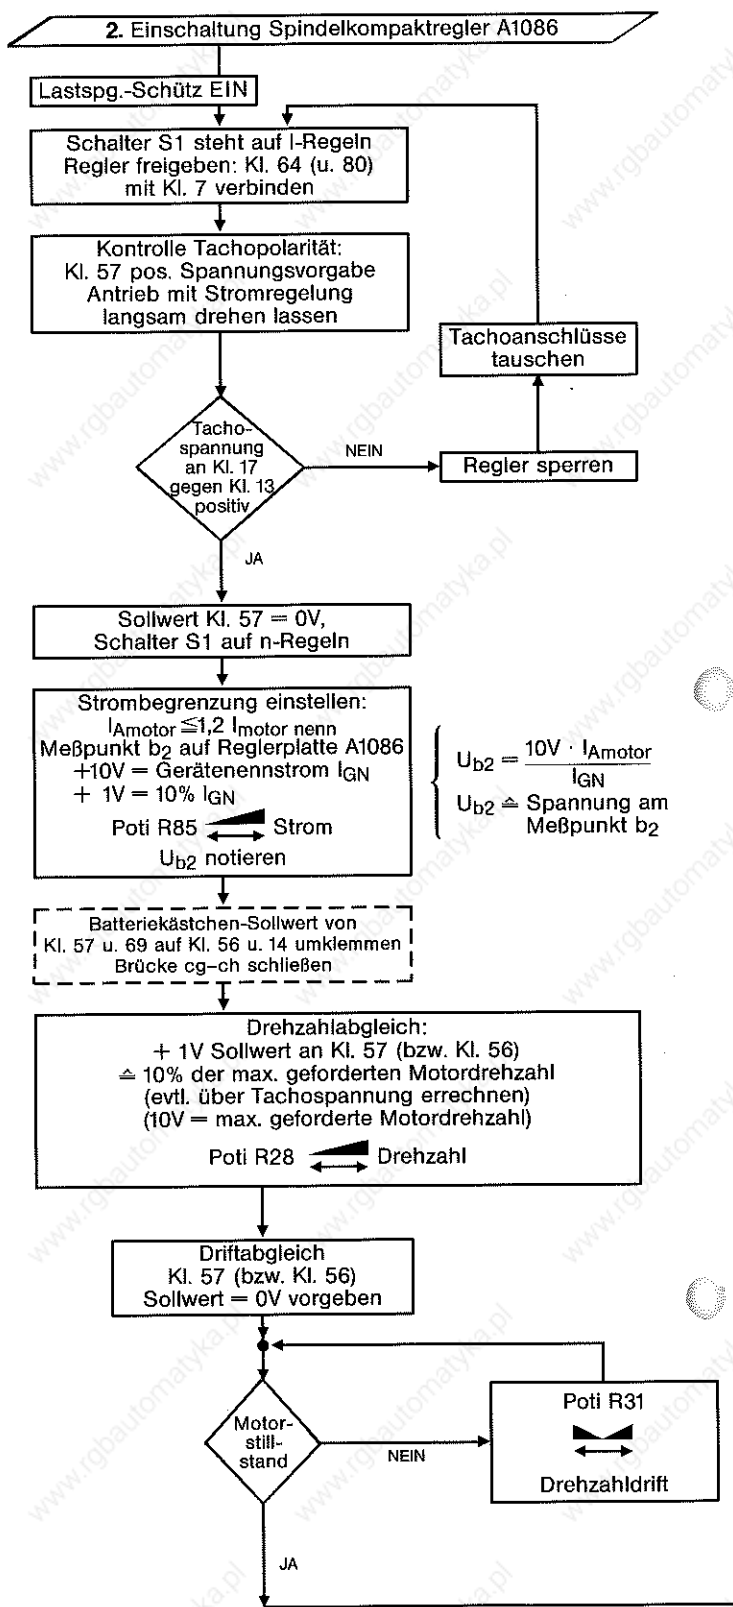 2. Einschaltung Spindelkompaktregler A1086
Lastspg.-Schütz EIN
Schalter S1 steht auf I-Regeln
Regler freigeben: Kl. 64 (u. 80)
mit Kl. 7 verbinden
Kontrolle Tachopolarität:
Kl. 57 pos. Spannungsvorgabe
Antrieb mit Stromregelung
langsam drehen lassen
Tachoanschlüsse
tauschen
Tacho-
spannung
an Kl. 17
gegen Kl. 13
positiv
NEIN
Regler sperren
JA
Sollwert Kl. 57 = 0V,
Schalter S1 auf n-Regeln
Strombegrenzung einstellen:
IAmotor ≦1,2 Imotor nenn
Meßpunkt b2 auf Reglerplatte A1086
+10V = Gerätenennstrom IGN
+ 1V = 10% IGN
Poti R85 Strom
Ub2 notieren
Ub2 = 10V · IAmotor
IGN
Ub2 ≙ Spannung am
Meßpunkt b2
Batteriekästchen-Sollwert von
Kl. 57 u. 69 auf Kl. 56 u. 14 umklemmen
Brücke cg–ch schließen
Drehzahlabgleich:
+ 1V Sollwert an Kl. 57 (bzw. Kl. 56)
≙ 10% der max. geforderten Motordrehzahl
(evtl. über Tachospannung errechnen)
(10V = max. geforderte Motordrehzahl)
Poti R28 Drehzahl
Driftabgleich
Kl. 57 (bzw. Kl. 56)
Sollwert = 0V vorgeben
Motor-
still-
stand
NEIN
Poti R31
Drehzahldrift
JA
www.rgbautomatyka.pl